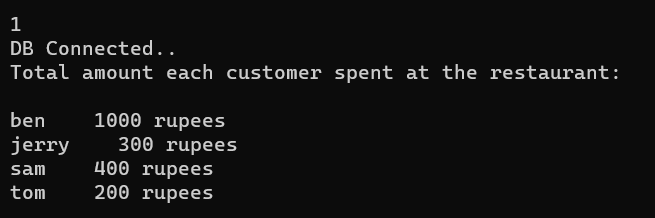 1
DB Connected..
Total amount each customer spent at the restaurant:

ben    1000 rupees
jerry    300 rupees
sam    400 rupees
tom    200 rupees